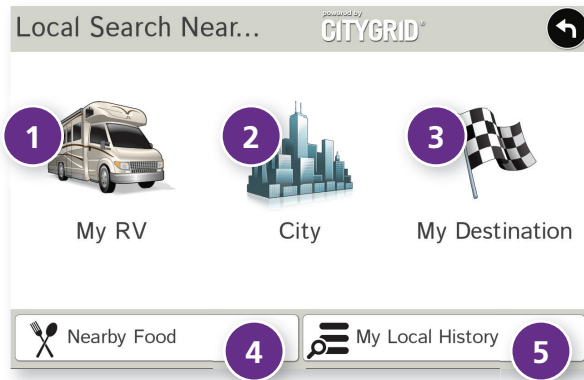 Local Search Near...
powered by
CITYGRID®
1
2
3
My RV
City
My Destination
Nearby Food
My Local History
4
5